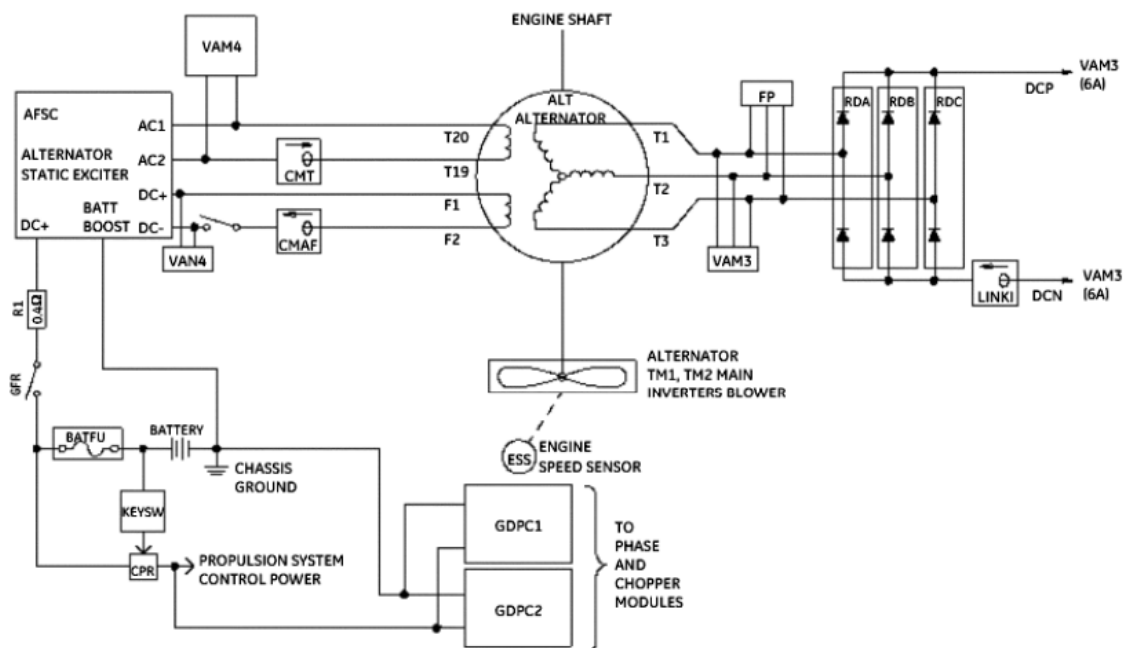 ENGINE SHAFT
VAM4
AFSC
AC1
ALTERNATOR
STATIC EXCITER
AC2
DC+
BATT
BOOST
DC+
DC-
VAN4
CMT
CMAF
T20
T19
F1
F2
ALT
ALTERNATOR
T1
T2
T3
FP
VAM3
RDA
RDB
RDC
DCP
VAM3
(6A)
LINKI
DCN
VAM3
(6A)
R1
0.4Ω
GFR
BATFU
BATTERY
CHASSIS
GROUND
KEYSW
CPR
PROPULSION SYSTEM
CONTROL POWER
ALTERNATOR
TM1, TM2 MAIN
INVERTERS BLOWER
ESS
ENGINE
SPEED SENSOR
GDPC1
GDPC2
TO
PHASE
AND
CHOPPER
MODULES